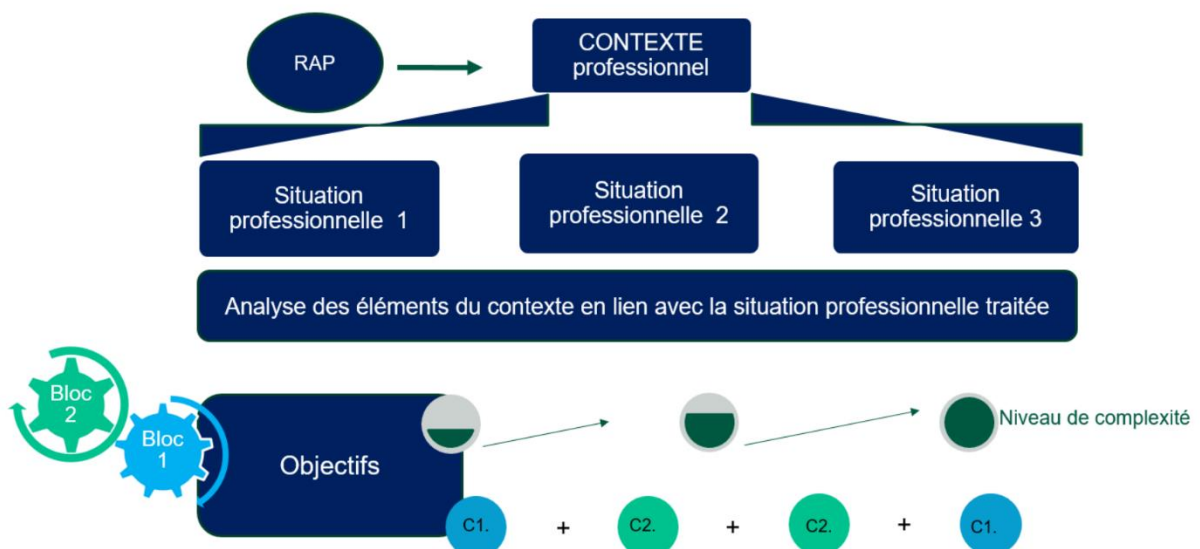 RAP
CONTEXTE
professionnel
Situation
professionnelle 1
Situation
professionnelle 2
Situation
professionnelle 3
Analyse des éléments du contexte en lien avec la situation professionnelle traitée
Bloc
2
Bloc
1
Objectifs
Niveau de complexité
C1.
+
C2.
+
C2.
+
C1.